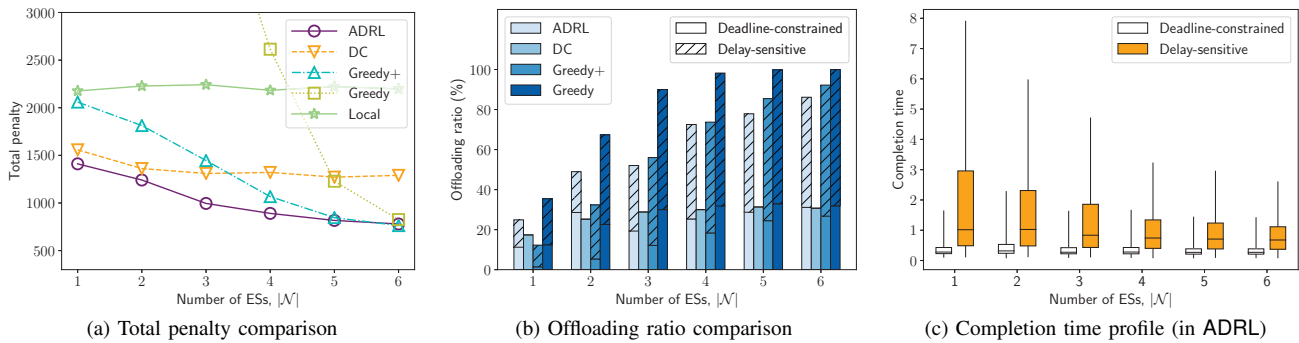 3000
2500
2000
1500
1000
500
Total penalty
1 2 3 4 5 6
Number of ESs, |𝒩|
ADRL
DC
Greedy+
Greedy
Local
(a) Total penalty comparison
100
80
60
40
20
0
Offloading ratio (%)
1 2 3 4 5 6
Number of ESs, |𝒩|
ADRL
DC
Greedy+
Greedy
Deadline-constrained
Delay-sensitive
(b) Offloading ratio comparison
8
7
6
5
4
3
2
1
0
Completion time
1 2 3 4 5 6
Number of ESs, |𝒩|
Deadline-constrained
Delay-sensitive
(c) Completion time profile (in ADRL)